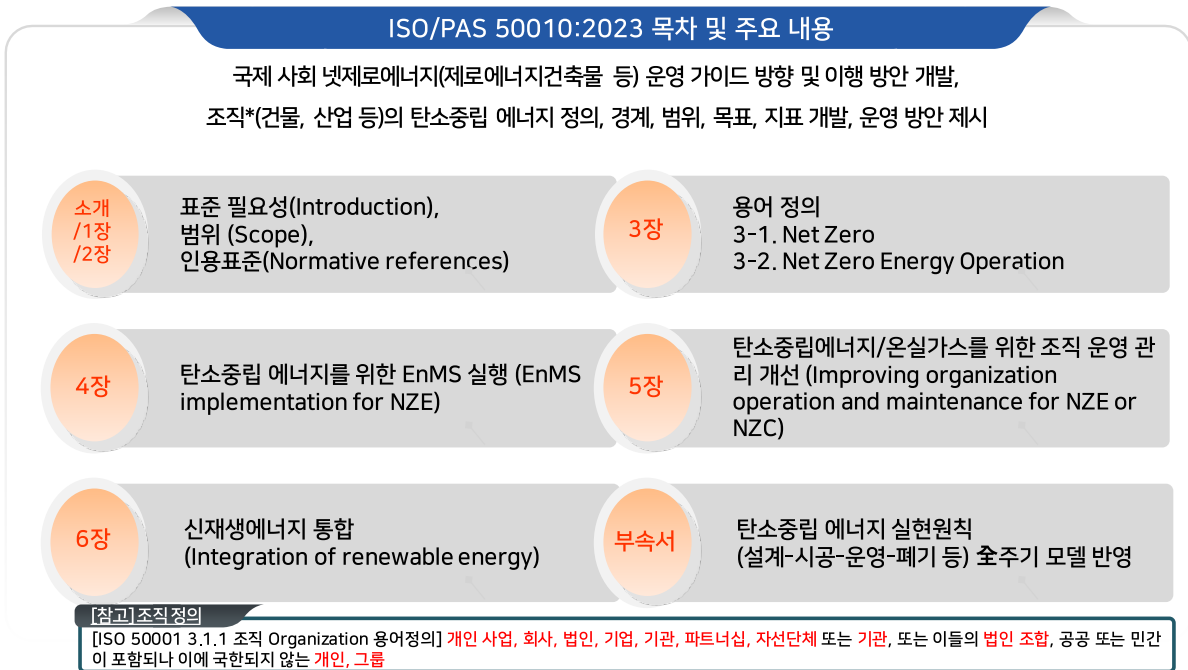 ISO/PAS 50010:2023 목차 및 주요 내용
국제 사회 넷제로에너지(제로에너지건축물 등) 운영 가이드 방향 및 이행 방안 개발,
조직*(건물, 산업 등)의 탄소중립 에너지 정의, 경계, 범위, 목표, 지표 개발, 운영 방안 제시
소개
/1장
/2장
표준 필요성(Introduction),
범위 (Scope),
인용표준(Normative references)
3장
용어 정의
3-1. Net Zero
3-2. Net Zero Energy Operation
4장
탄소중립 에너지를 위한 EnMS 실행 (EnMS
implementation for NZE)
5장
탄소중립에너지/온실가스를 위한 조직 운영 관
리 개선 (Improving organization
operation and maintenance for NZE or
NZC)
6장
신재생에너지 통합
(Integration of renewable energy)
부속서
탄소중립 에너지 실현원칙
(설계-시공-운영-폐기 등) 全주기 모델 반영
[참고] 조직 정의
[ISO 50001 3.1.1 조직 Organization 용어정의] 개인 사업, 회사, 법인, 기업, 기관, 파트너십, 자선단체 또는 기관, 또는 이들의 법인 조합, 공공 또는 민간
이 포함되나 이에 국한되지 않는 개인, 그룹